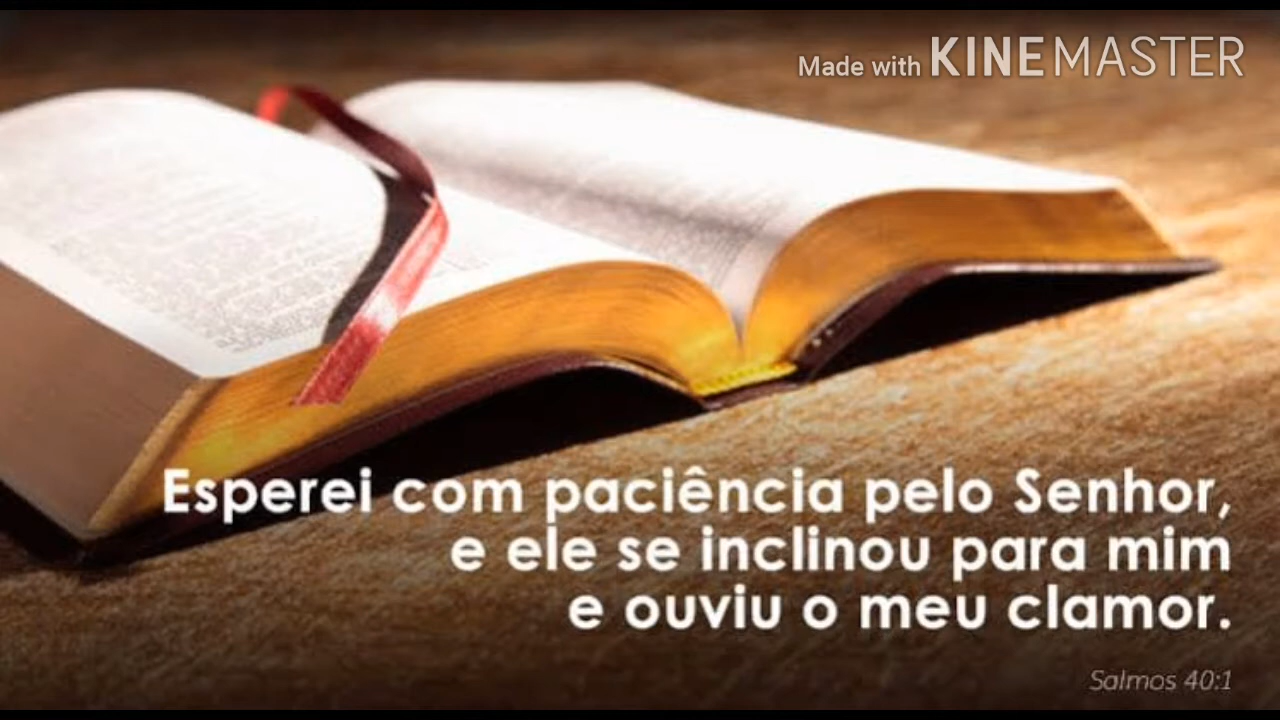 Made with KINEMASTER
Esperei com paciência pelo Senhor,
e ele se inclinou para mim
e ouviu o meu clamor.
Salmos 40:1